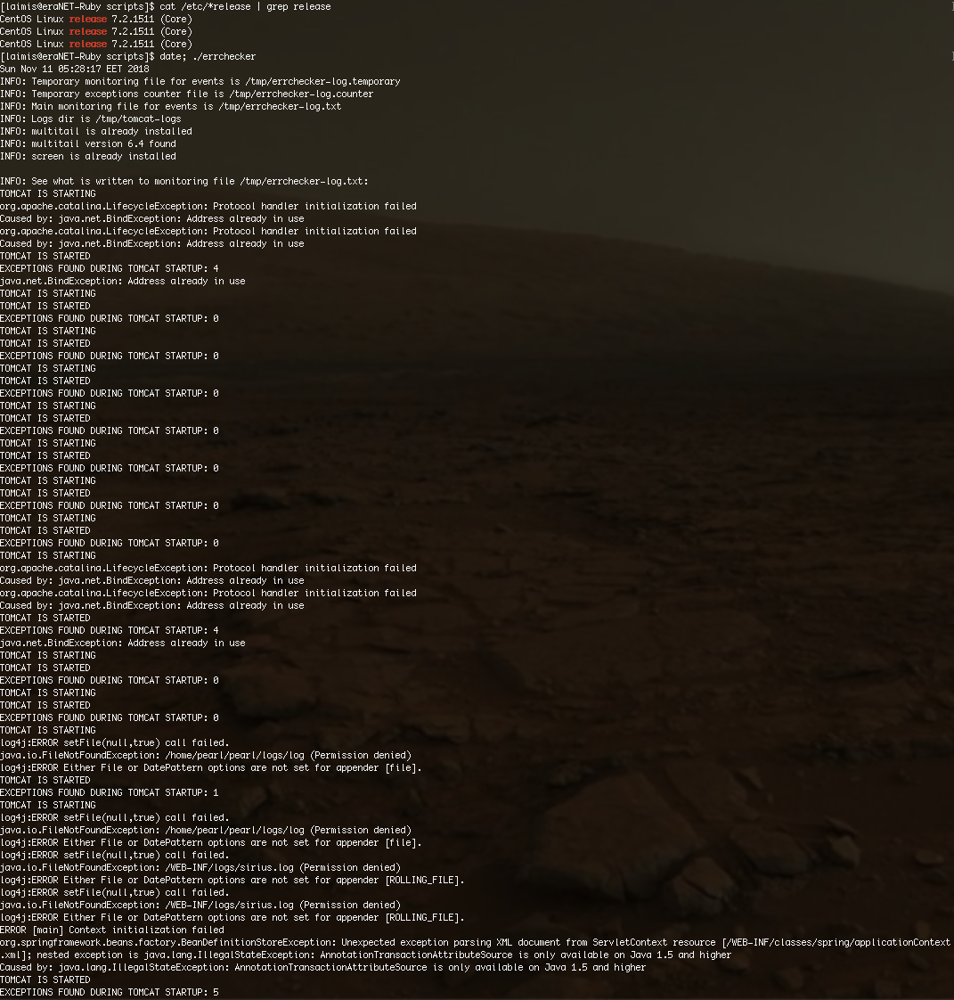 [laimis@eraNET-Ruby scripts]$ cat /etc/*release | grep release
CentOS Linux release 7.2.1511 (Core)
CentOS Linux release 7.2.1511 (Core)
CentOS Linux release 7.2.1511 (Core)
[laimis@eraNET-Ruby scripts]$ date; ./errchecker
Sun Nov 11 05:28:17 EET 2018
INFO: Temporary monitoring file for events is /tmp/errchecker-log.temporary
INFO: Temporary exceptions counter file is /tmp/errchecker-log.counter
INFO: Main monitoring file for events is /tmp/errchecker-log.txt
INFO: Logs dir is /tmp/tomcat-logs
INFO: multitail is already installed
INFO: multitail version 6.4 found
INFO: screen is already installed

INFO: See what is written to monitoring file /tmp/errchecker-log.txt:
TOMCAT IS STARTING
org.apache.catalina.LifecycleException: Protocol handler initialization failed
Caused by: java.net.BindException: Address already in use
org.apache.catalina.LifecycleException: Protocol handler initialization failed
Caused by: java.net.BindException: Address already in use
TOMCAT IS STARTED
EXCEPTIONS FOUND DURING TOMCAT STARTUP: 4
java.net.BindException: Address already in use
TOMCAT IS STARTING
TOMCAT IS STARTED
EXCEPTIONS FOUND DURING TOMCAT STARTUP: 0
TOMCAT IS STARTING
TOMCAT IS STARTED
EXCEPTIONS FOUND DURING TOMCAT STARTUP: 0
TOMCAT IS STARTING
TOMCAT IS STARTED
EXCEPTIONS FOUND DURING TOMCAT STARTUP: 0
TOMCAT IS STARTING
TOMCAT IS STARTED
EXCEPTIONS FOUND DURING TOMCAT STARTUP: 0
TOMCAT IS STARTING
TOMCAT IS STARTED
EXCEPTIONS FOUND DURING TOMCAT STARTUP: 0
TOMCAT IS STARTING
TOMCAT IS STARTED
EXCEPTIONS FOUND DURING TOMCAT STARTUP: 0
TOMCAT IS STARTING
TOMCAT IS STARTED
EXCEPTIONS FOUND DURING TOMCAT STARTUP: 0
TOMCAT IS STARTING
org.apache.catalina.LifecycleException: Protocol handler initialization failed
Caused by: java.net.BindException: Address already in use
org.apache.catalina.LifecycleException: Protocol handler initialization failed
Caused by: java.net.BindException: Address already in use
TOMCAT IS STARTED
EXCEPTIONS FOUND DURING TOMCAT STARTUP: 4
java.net.BindException: Address already in use
TOMCAT IS STARTING
TOMCAT IS STARTED
EXCEPTIONS FOUND DURING TOMCAT STARTUP: 0
TOMCAT IS STARTING
TOMCAT IS STARTED
EXCEPTIONS FOUND DURING TOMCAT STARTUP: 0
TOMCAT IS STARTING
log4j:ERROR setFile(null,true) call failed.
java.io.FileNotFoundException: /home/pearl/pearl/logs/log (Permission denied)
log4j:ERROR Either File or DatePattern options are not set for appender [file].
TOMCAT IS STARTED
EXCEPTIONS FOUND DURING TOMCAT STARTUP: 1
TOMCAT IS STARTING
log4j:ERROR setFile(null,true) call failed.
java.io.FileNotFoundException: /home/pearl/pearl/logs/log (Permission denied)
log4j:ERROR Either File or DatePattern options are not set for appender [file].
log4j:ERROR setFile(null,true) call failed.
java.io.FileNotFoundException: /WEB-INF/logs/sirius.log (Permission denied)
log4j:ERROR Either File or DatePattern options are not set for appender [ROLLING_FILE].
log4j:ERROR setFile(null,true) call failed.
java.io.FileNotFoundException: /WEB-INF/logs/sirius.log (Permission denied)
log4j:ERROR Either File or DatePattern options are not set for appender [ROLLING_FILE].
ERROR [main] Context initialization failed
org.springframework.beans.factory.BeanDefinitionStoreException: Unexpected exception parsing XML document from ServletContext resource [/WEB-INF/classes/spring/applicationContext
.xml]; nested exception is java.lang.IllegalStateException: AnnotationTransactionAttributeSource is only available on Java 1.5 and higher
Caused by: java.lang.IllegalStateException: AnnotationTransactionAttributeSource is only available on Java 1.5 and higher
TOMCAT IS STARTED
EXCEPTIONS FOUND DURING TOMCAT STARTUP: 5